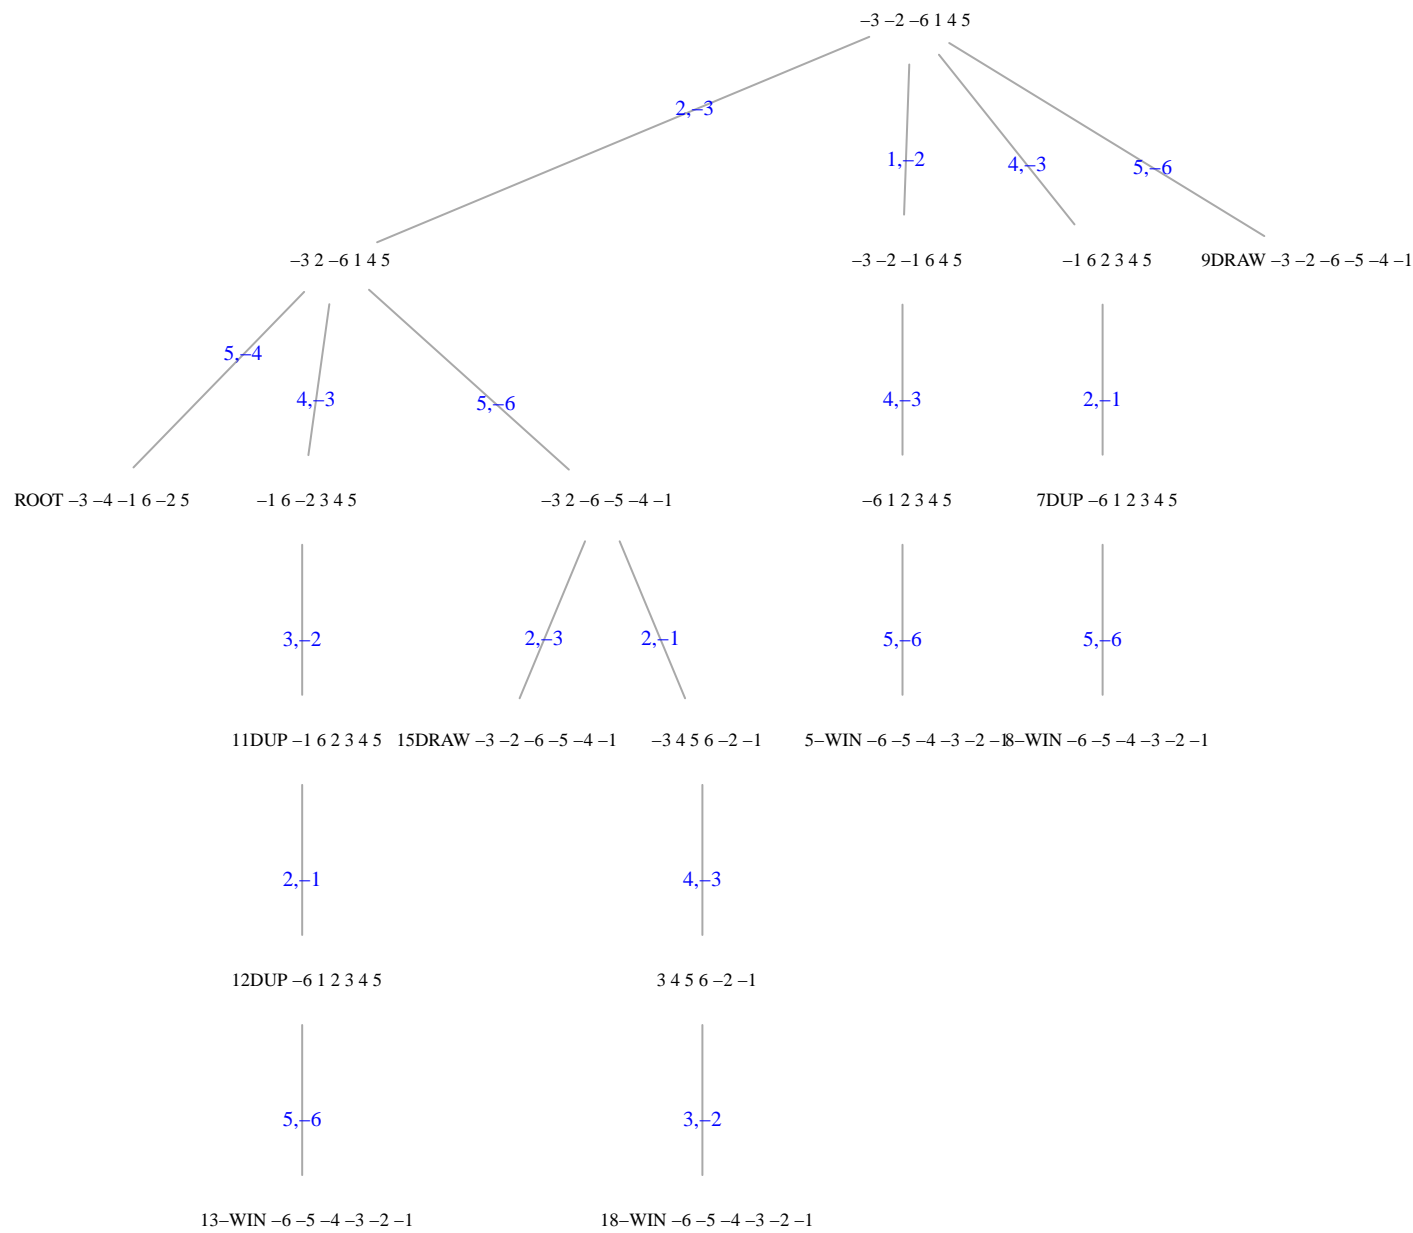 –3 –2 –6 1 4 5
2,–3
1,–2
4,–3
5,–6
–3 2 –6 1 4 5
–3 –2 –1 6 4 5
–1 6 2 3 4 5
9DRAW –3 –2 –6 –5 –4 –1
5,–4
4,–3
5,–6
4,–3
2,–1
ROOT –3 –4 –1 6 –2 5
–1 6 –2 3 4 5
–3 2 –6 –5 –4 –1
–6 1 2 3 4 5
7DUP –6 1 2 3 4 5
3,–2
2,–3
2,–1
5,–6
5,–6
11DUP –1 6 2 3 4 5
15DRAW –3 –2 –6 –5 –4 –1
–3 4 5 6 –2 –1
5–WIN –6 –5 –4 –3 –2 –1
8–WIN –6 –5 –4 –3 –2 –1
2,–1
4,–3
12DUP –6 1 2 3 4 5
3 4 5 6 –2 –1
5,–6
3,–2
13–WIN –6 –5 –4 –3 –2 –1
18–WIN –6 –5 –4 –3 –2 –1